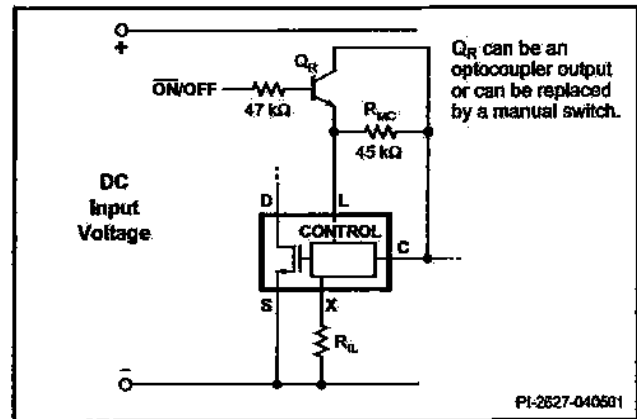 +
Q_R
ON/OFF
47 kΩ
R_MC
45 kΩ
Q_R can be an
optocoupler output
or can be replaced
by a manual switch.
DC
Input
Voltage
D
L
CONTROL
C
S
X
R_IL
-
PI-2627-040501